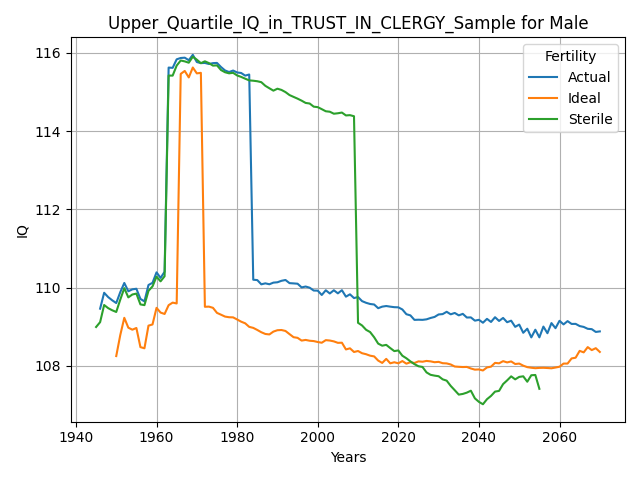 Upper_Quartile_IQ_in_TRUST_IN_CLERGY_Sample for Male
Fertility
Actual
Ideal
Sterile
116
114
112
110
108
IQ
1940
1960
1980
2000
2020
2040
2060
Years